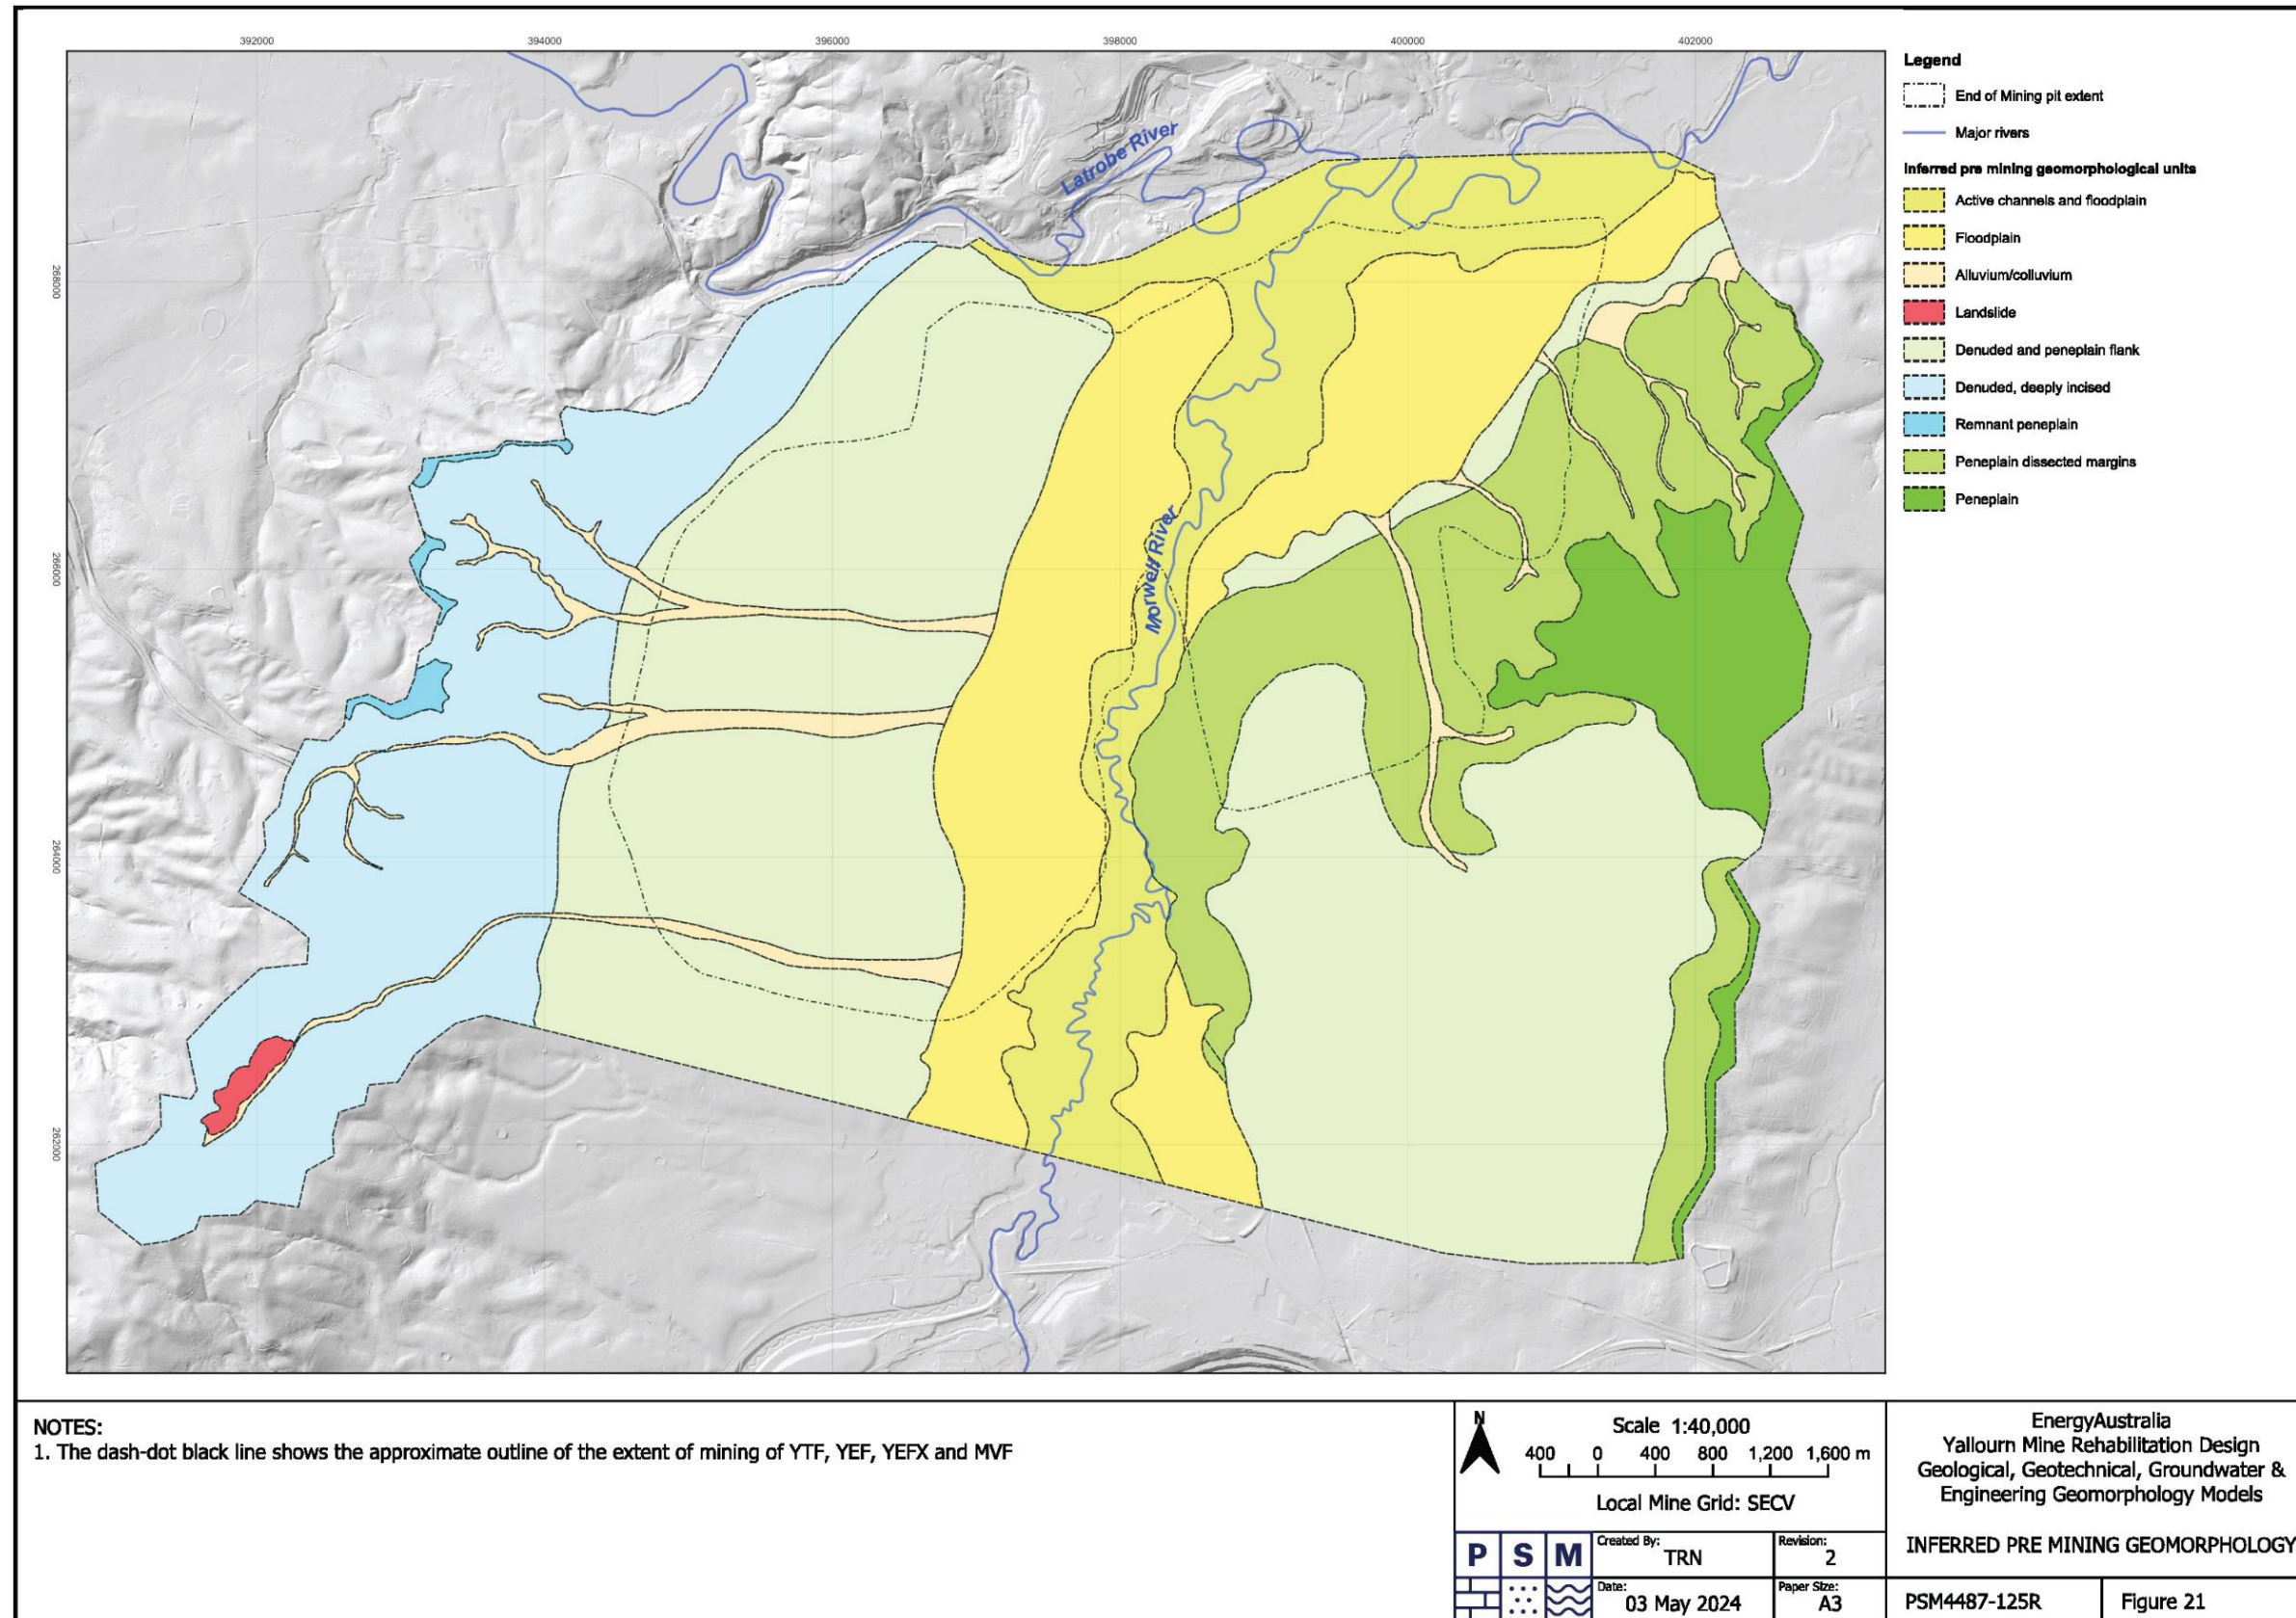 392000
394000
396000
398000
400000
402000
268000
266000
264000
262000
Latrobe River
Morwell River
Legend
End of Mining pit extent
Major rivers
Inferred pre mining geomorphological units
Active channels and floodplain
Floodplain
Alluvium/colluvium
Landslide
Denuded and peneplain flank
Denuded, deeply incised
Remnant peneplain
Peneplain dissected margins
Peneplain
NOTES:
1. The dash-dot black line shows the approximate outline of the extent of mining of YTF, YEF, YEFX and MVF
N
Scale 1:40,000
400 0 400 800 1,200 1,600 m
Local Mine Grid: SECV
P S M
Created By:
TRN
Revision:
2
Date:
03 May 2024
Paper Size:
A3
EnergyAustralia
Yallourn Mine Rehabilitation Design
Geological, Geotechnical, Groundwater &
Engineering Geomorphology Models
INFERRED PRE MINING GEOMORPHOLOGY
PSM4487-125R
Figure 21